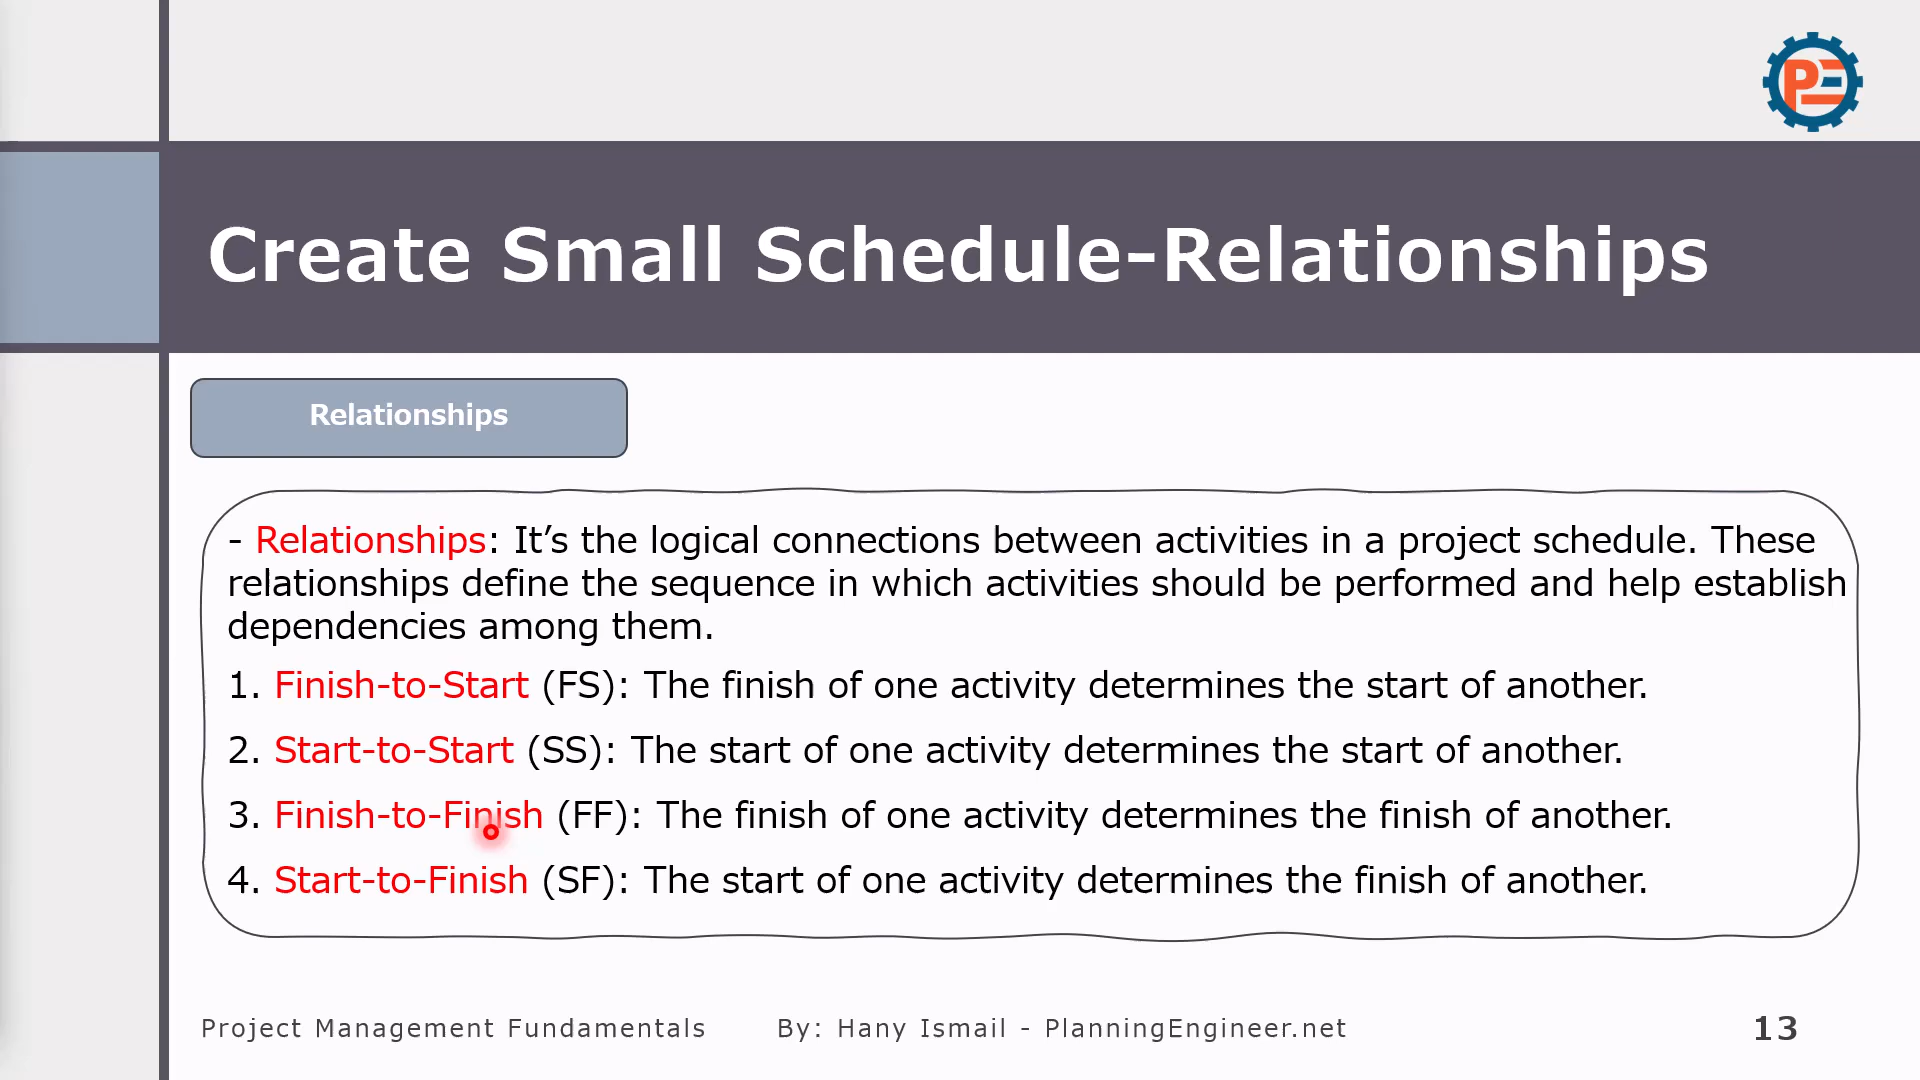 PE
Create Small Schedule-Relationships
Relationships
- Relationships: It’s the logical connections between activities in a project schedule. These
relationships define the sequence in which activities should be performed and help establish
dependencies among them.
1. Finish-to-Start (FS): The finish of one activity determines the start of another.
2. Start-to-Start (SS): The start of one activity determines the start of another.
3. Finish-to-Finish (FF): The finish of one activity determines the finish of another.
4. Start-to-Finish (SF): The start of one activity determines the finish of another.
Project Management Fundamentals By: Hany Ismail - PlanningEngineer.net 13